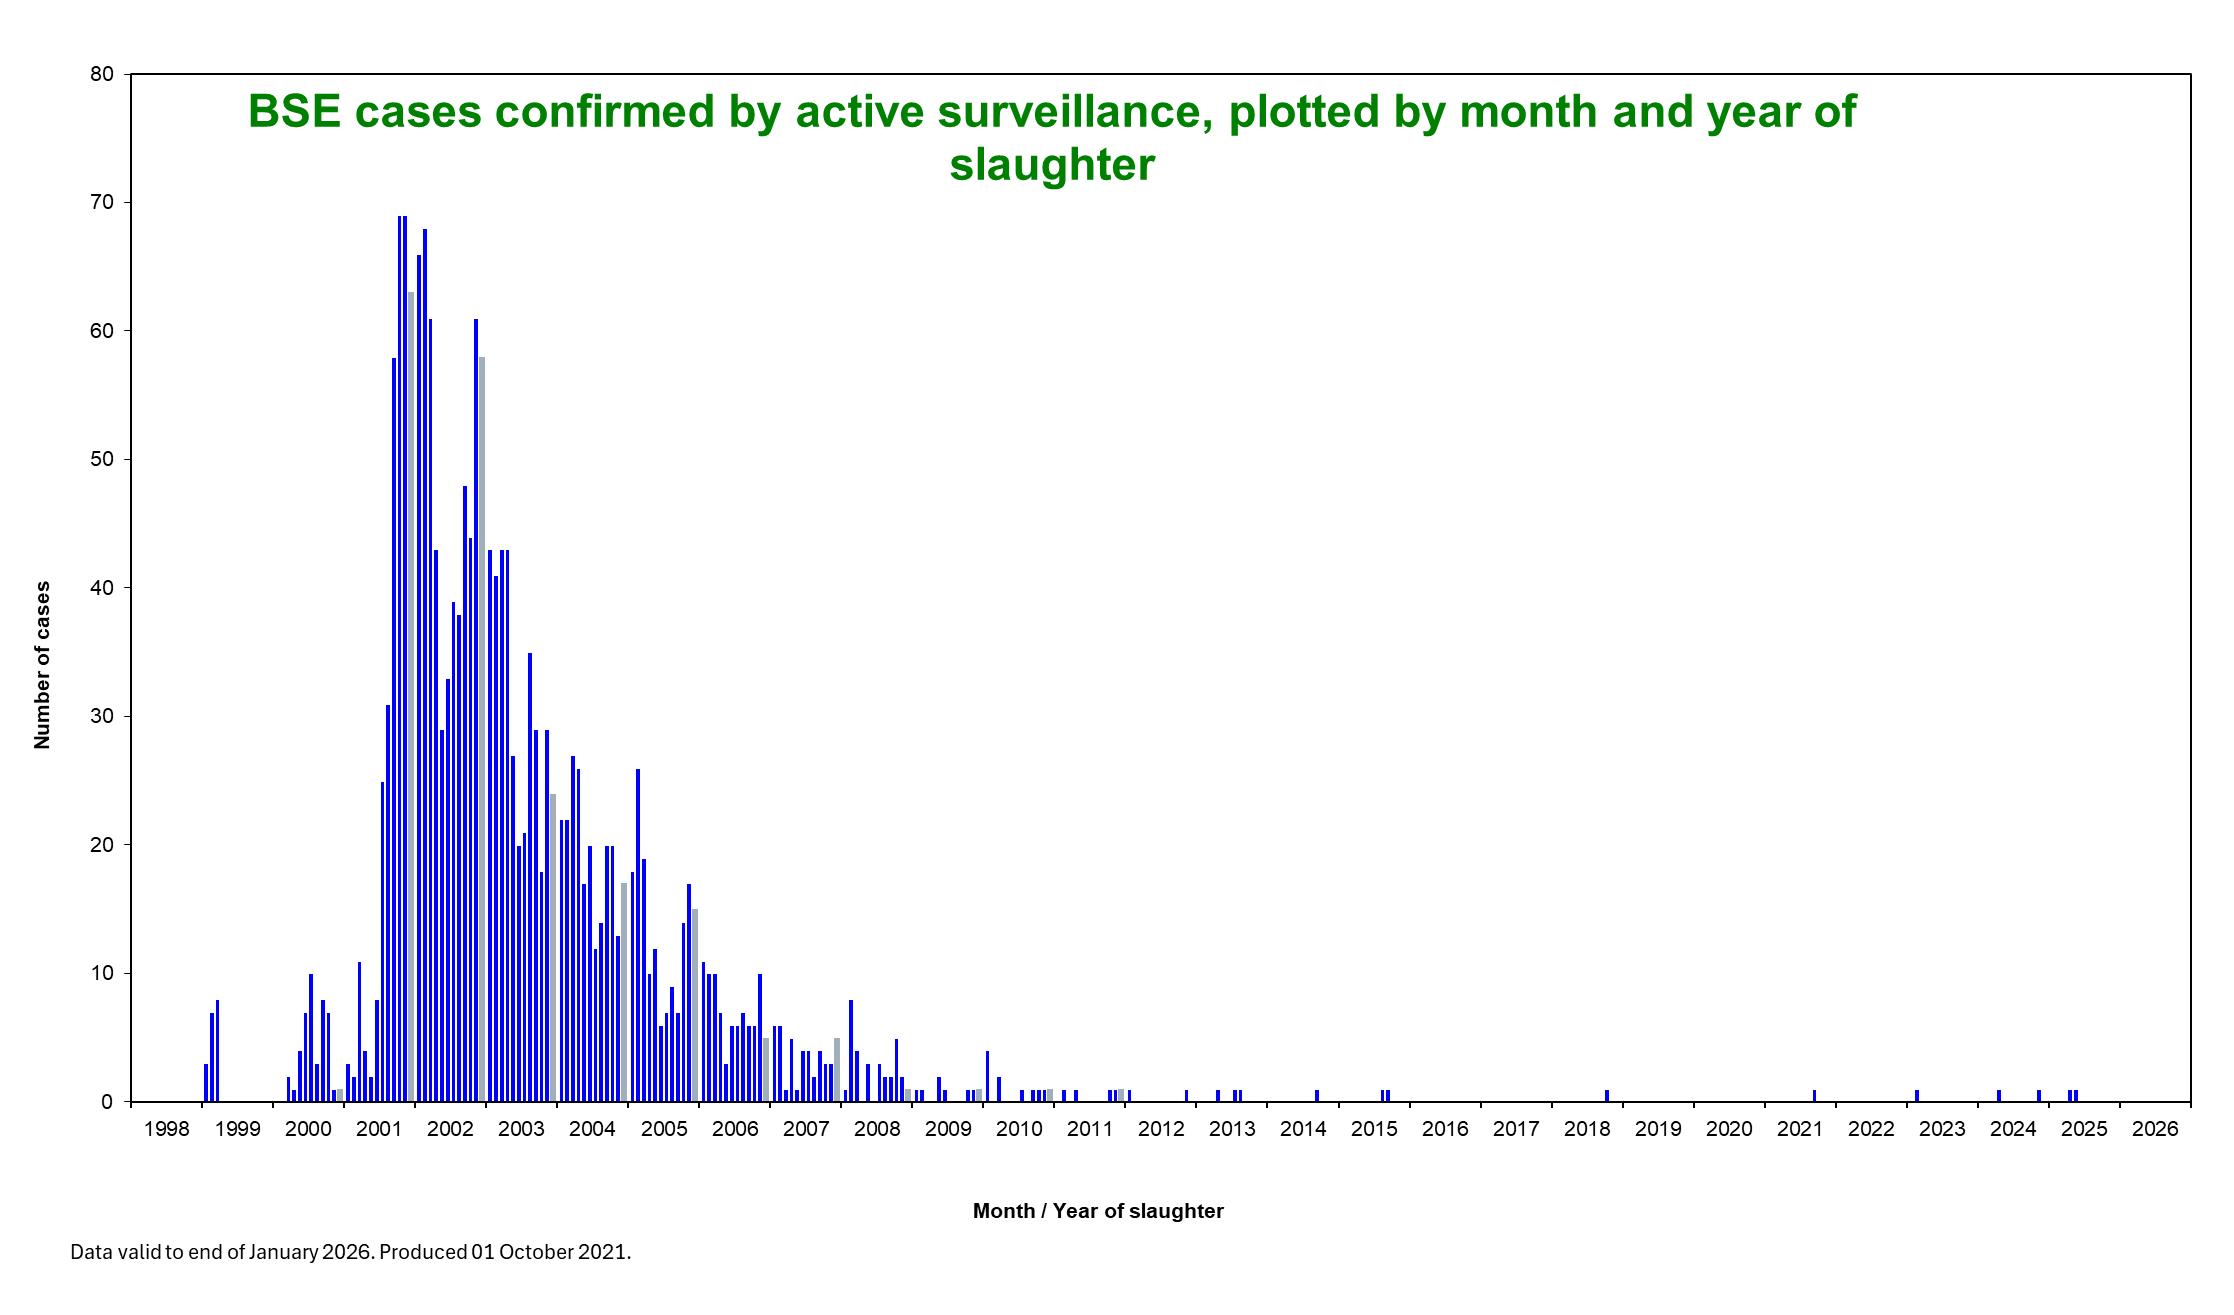 BSE cases confirmed by active surveillance, plotted by month and year of
slaughter
80
70
60
50
40
30
20
10
0
Number of cases
1998 1999 2000 2001 2002 2003 2004 2005 2006 2007 2008 2009 2010 2011 2012 2013 2014 2015 2016 2017 2018 2019 2020 2021 2022 2023 2024 2025 2026
Month / Year of slaughter
Data valid to end of January 2026. Produced 01 October 2021.